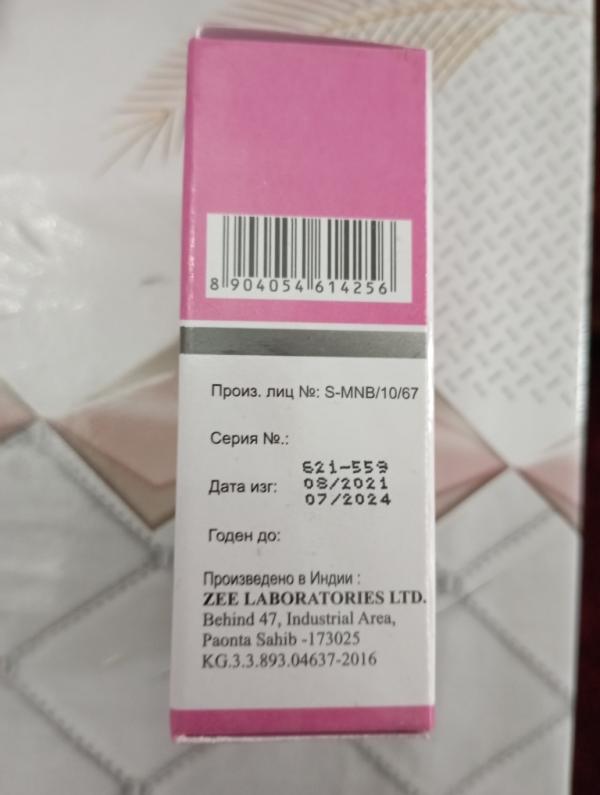 8 904054 614256
Произ. лиц №: S-MNB/10/67
Серия №.:
621-559
Дата изг: 08/2021
07/2024
Годен до:
Произведено в Индии :
ZEE LABORATORIES LTD.
Behind 47, Industrial Area,
Paonta Sahib -173025
KG.3.3.893.04637-2016